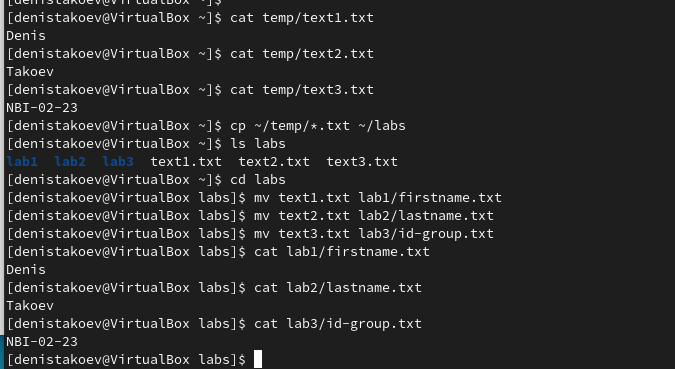 [denistakoev@VirtualBox ~]$
[denistakoev@VirtualBox ~]$ cat temp/text1.txt
Denis
[denistakoev@VirtualBox ~]$ cat temp/text2.txt
Takoev
[denistakoev@VirtualBox ~]$ cat temp/text3.txt
NBI-02-23
[denistakoev@VirtualBox ~]$ cp ~/temp/*.txt ~/labs
[denistakoev@VirtualBox ~]$ ls labs
lab1  lab2  lab3  text1.txt  text2.txt  text3.txt
[denistakoev@VirtualBox ~]$ cd labs
[denistakoev@VirtualBox labs]$ mv text1.txt lab1/firstname.txt
[denistakoev@VirtualBox labs]$ mv text2.txt lab2/lastname.txt
[denistakoev@VirtualBox labs]$ mv text3.txt lab3/id-group.txt
[denistakoev@VirtualBox labs]$ cat lab1/firstname.txt
Denis
[denistakoev@VirtualBox labs]$ cat lab2/lastname.txt
Takoev
[denistakoev@VirtualBox labs]$ cat lab3/id-group.txt
NBI-02-23
[denistakoev@VirtualBox labs]$